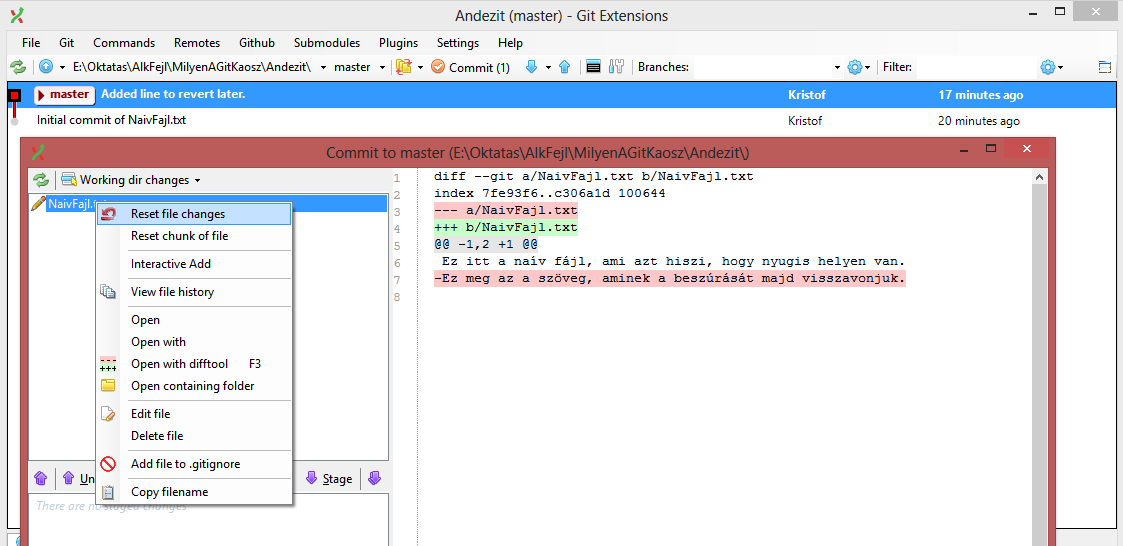 Andezit (master) - Git Extensions
File Git Commands Remotes Github Submodules Plugins Settings Help
E:\Oktatas\AlkFejl\MilyenAGitKaosz\Andezit\ master Commit (1) Branches: Filter:
master Added line to revert later. Kristof 17 minutes ago
Initial commit of NaivFajl.txt Kristof 20 minutes ago
Commit to master (E:\Oktatas\AlkFejl\MilyenAGitKaosz\Andezit\)
Working dir changes
NaivFajl.t
Reset file changes
Reset chunk of file
Interactive Add
View file history
Open
Open with
Open with difftool F3
Open containing folder
Edit file
Delete file
Add file to .gitignore
Copy filename
Un Stage
There are no staged changes
1 diff --git a/NaivFajl.txt b/NaivFajl.txt
2 index 7fe93f6..c306a1d 100644
3 --- a/NaivFajl.txt
4 +++ b/NaivFajl.txt
5 @@ -1,2 +1 @@
6 Ez itt a naív fájl, ami azt hiszi, hogy nyugis helyen van.
7 -Ez meg az a szöveg, aminek a beszúrását majd visszavonjuk.
8